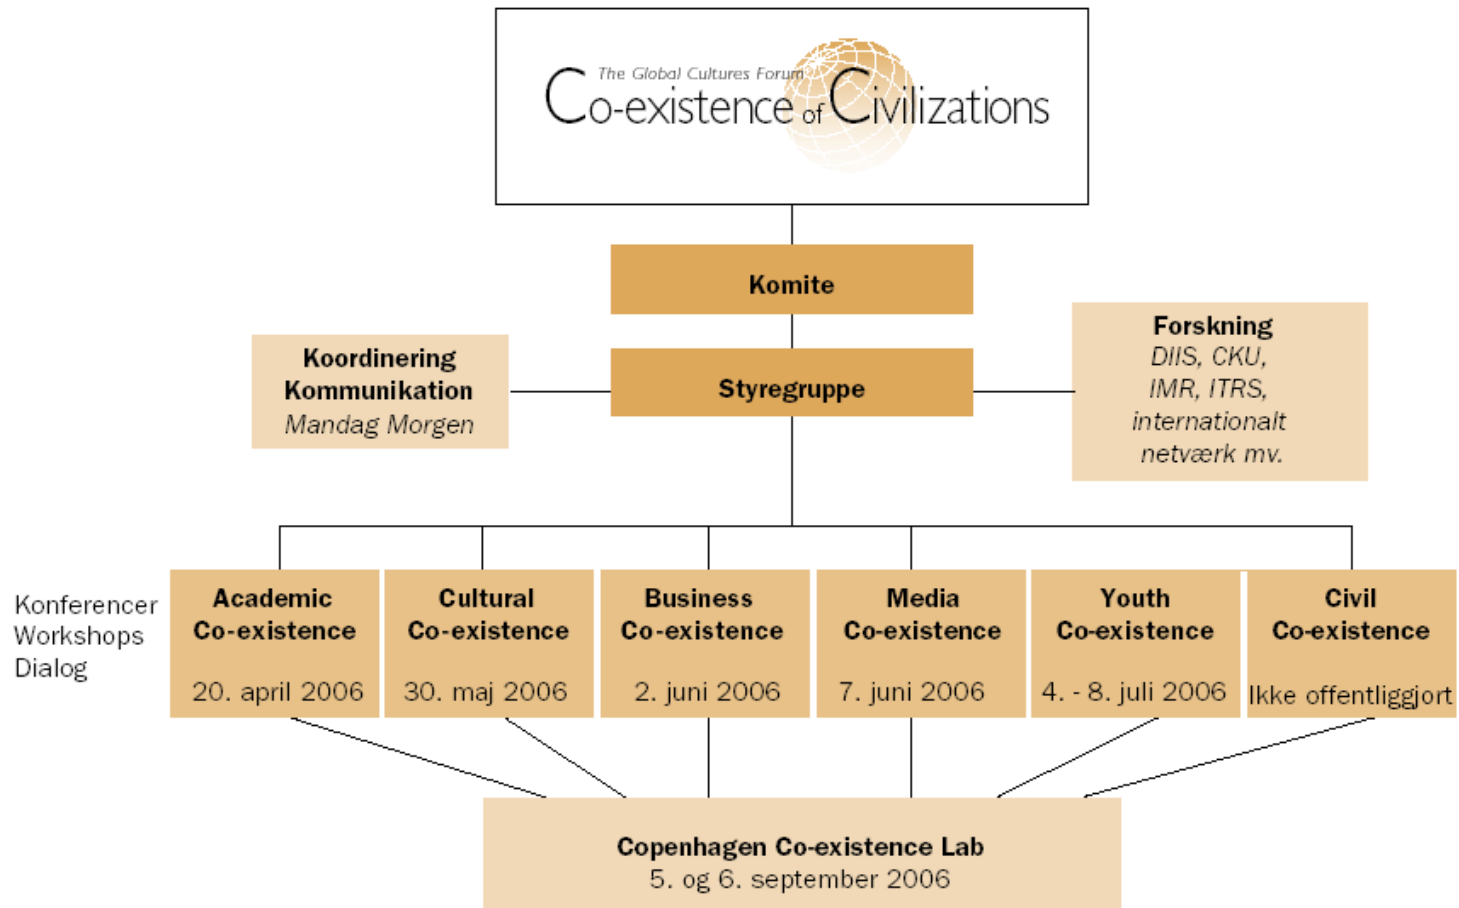 The Global Cultures Forum
Co-existence of Civilizations
Komite
Koordinering
Kommunikation
Mandag Morgen
Styregruppe
Forskning
DIIS, CKU,
IMR, ITRS,
internationalt
netværk mv.
Konferencer
Workshops
Dialog
Academic
Co-existence
20. april 2006
Cultural
Co-existence
30. maj 2006
Business
Co-existence
2. juni 2006
Media
Co-existence
7. juni 2006
Youth
Co-existence
4. - 8. juli 2006
Civil
Co-existence
Ikke offentliggjort
Copenhagen Co-existence Lab
5. og 6. september 2006